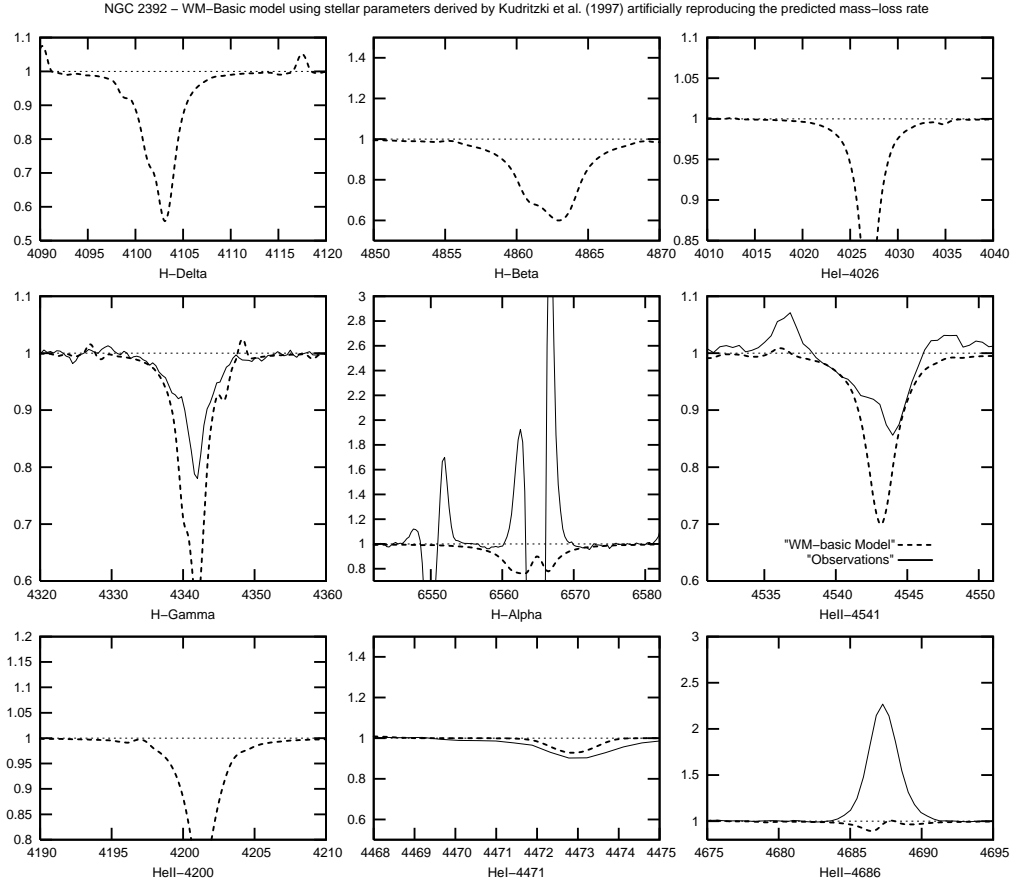 NGC 2392 − WM−Basic model using stellar parameters derived by Kudritzki et al. (1997) artificially reproducing the predicted mass−loss rate
1.1
1
0.9
0.8
0.7
0.6
0.5
4090 4095 4100 4105 4110 4115 4120
H−Delta
1.4
1.2
1
0.8
0.6
4850 4855 4860 4865 4870
H−Beta
1.1
1.05
1
0.95
0.9
0.85
4010 4015 4020 4025 4030 4035 4040
HeI−4026
1.1
1
0.9
0.8
0.7
0.6
4320 4330 4340 4350 4360
H−Gamma
3
2.8
2.6
2.4
2.2
2
1.8
1.6
1.4
1.2
1
0.8
6550 6560 6570 6580
H−Alpha
1.1
1
0.9
0.8
0.7
0.6
"WM−basic Model"
"Observations"
4535 4540 4545 4550
HeII−4541
1.2
1.15
1.1
1.05
1
0.95
0.9
0.85
0.8
4190 4195 4200 4205 4210
HeII−4200
1.4
1.2
1
0.8
0.6
4468 4469 4470 4471 4472 4473 4474 4475
HeI−4471
3
2.5
2
1.5
1
4675 4680 4685 4690 4695
HeII−4686